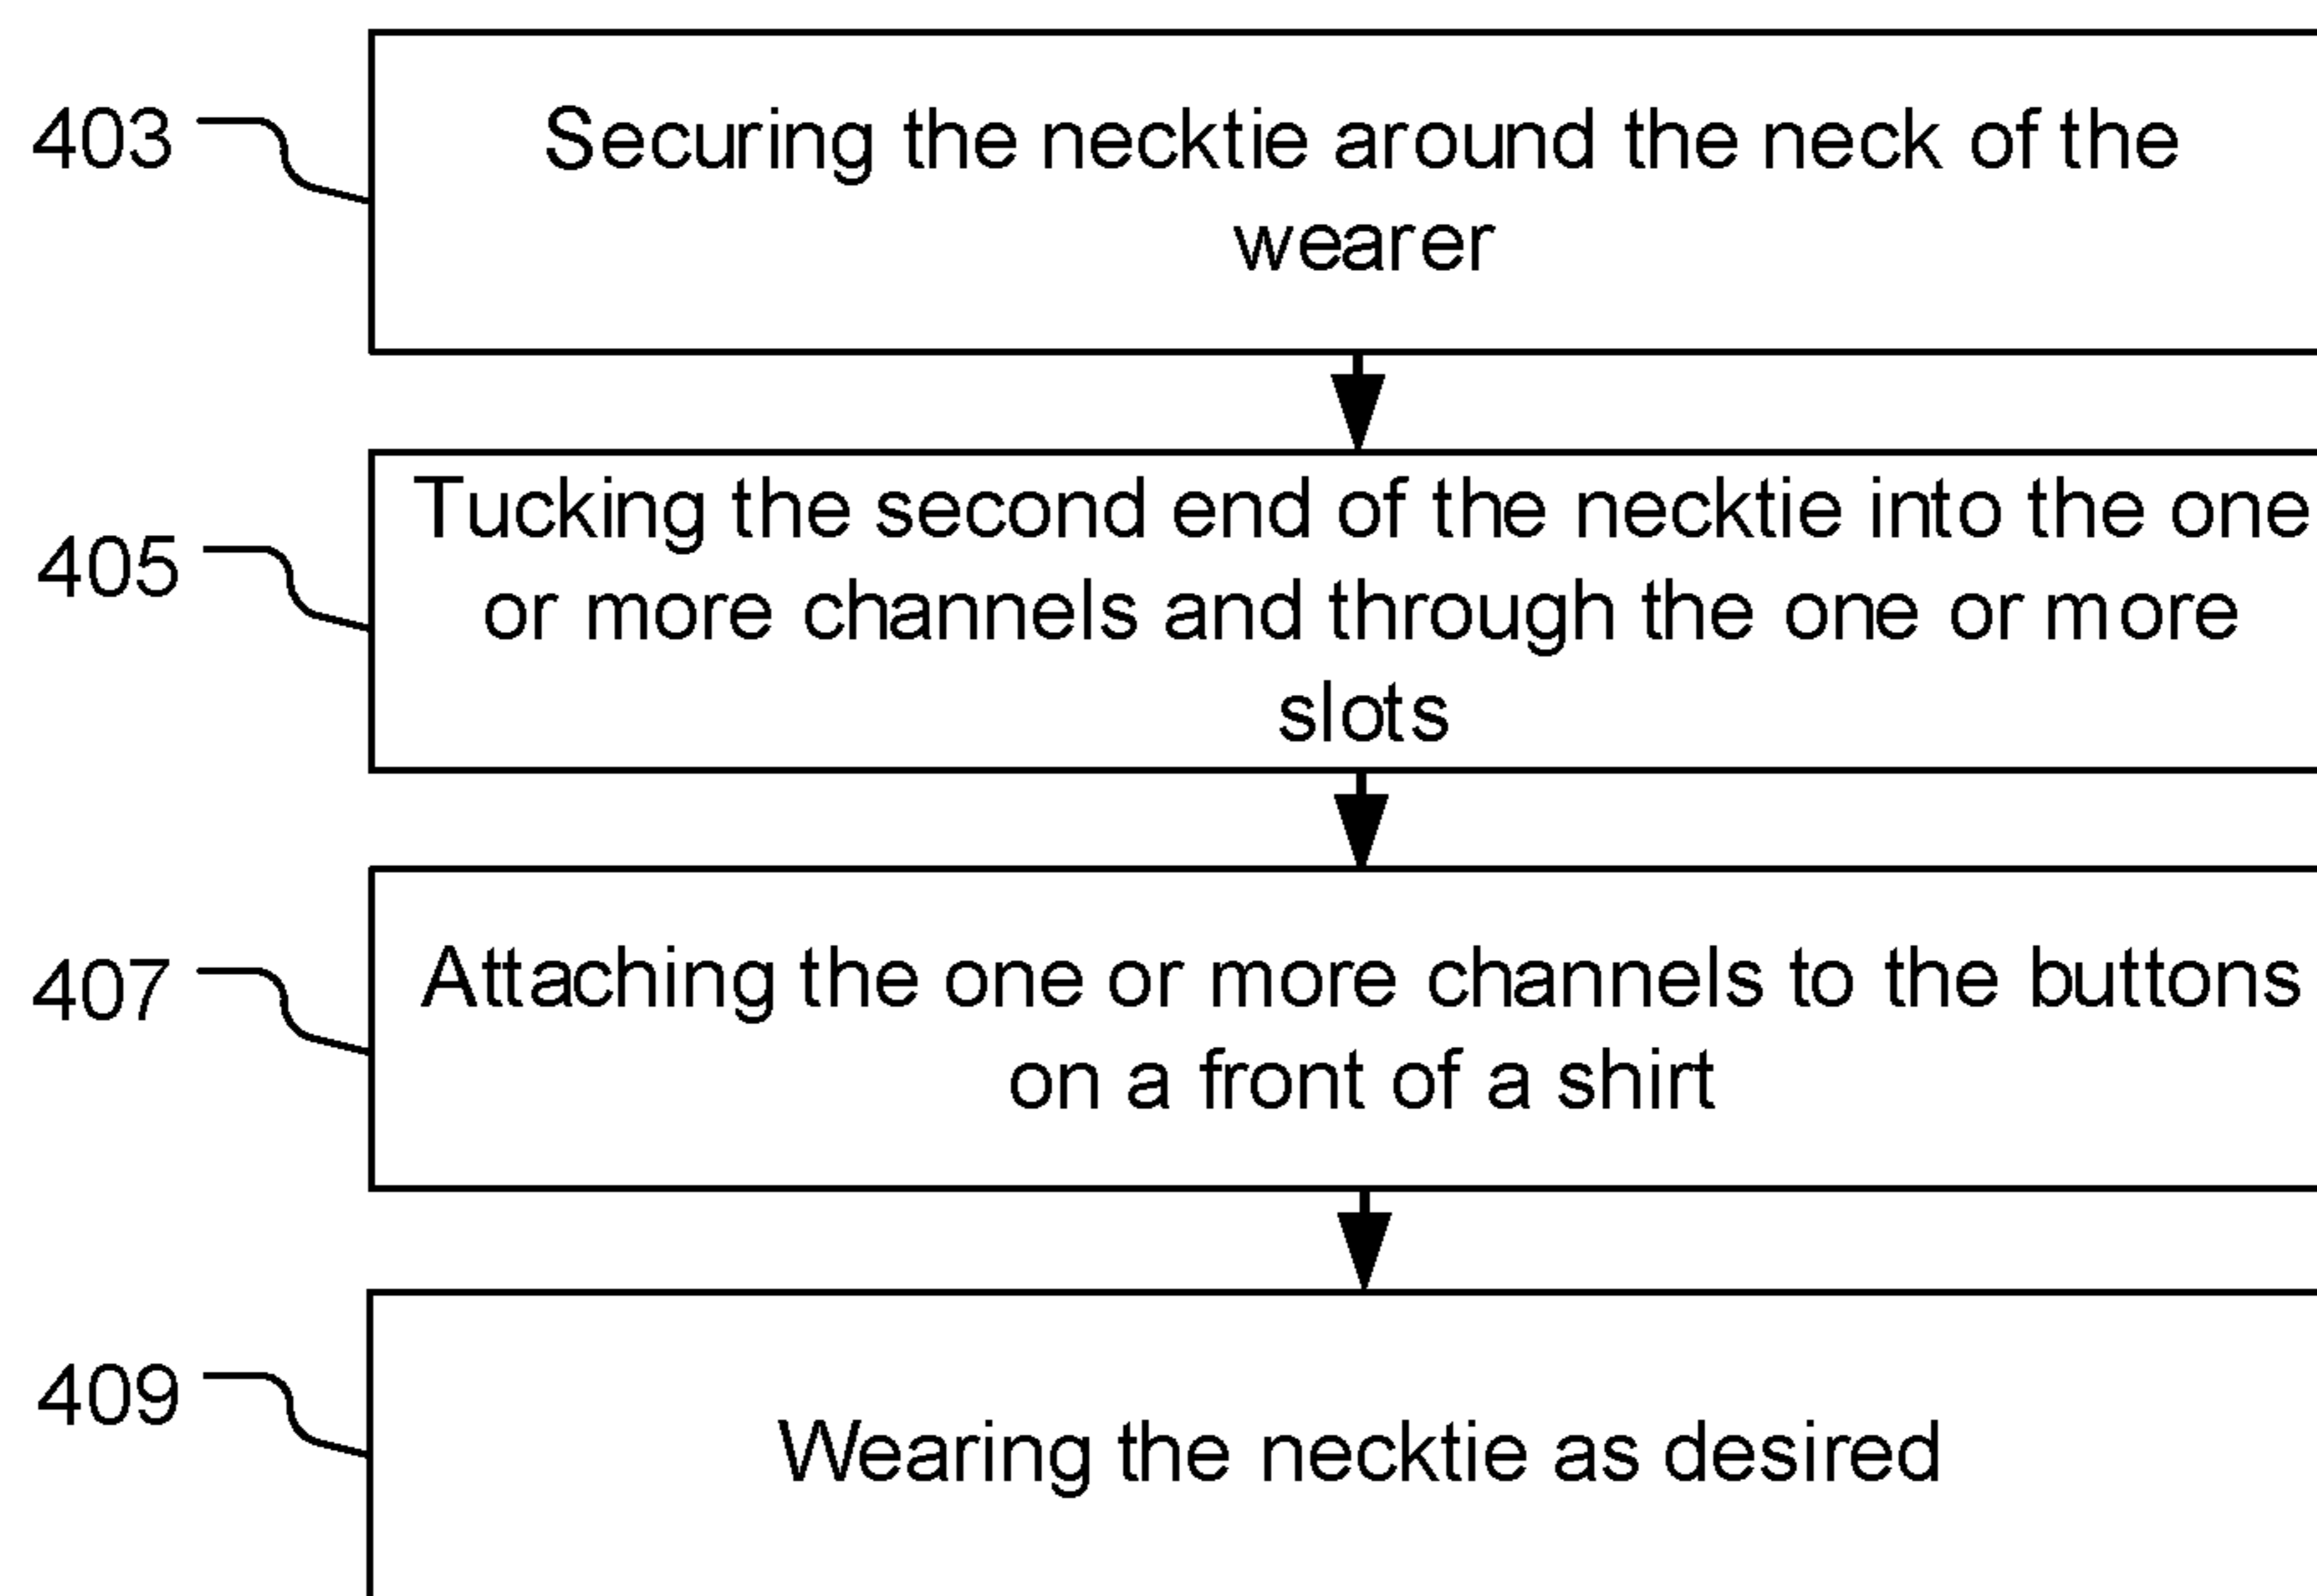 403
Securing the necktie around the neck of the
wearer
405
Tucking the second end of the necktie into the one
or more channels and through the one or more
slots
407
Attaching the one or more channels to the buttons
on a front of a shirt
409
Wearing the necktie as desired